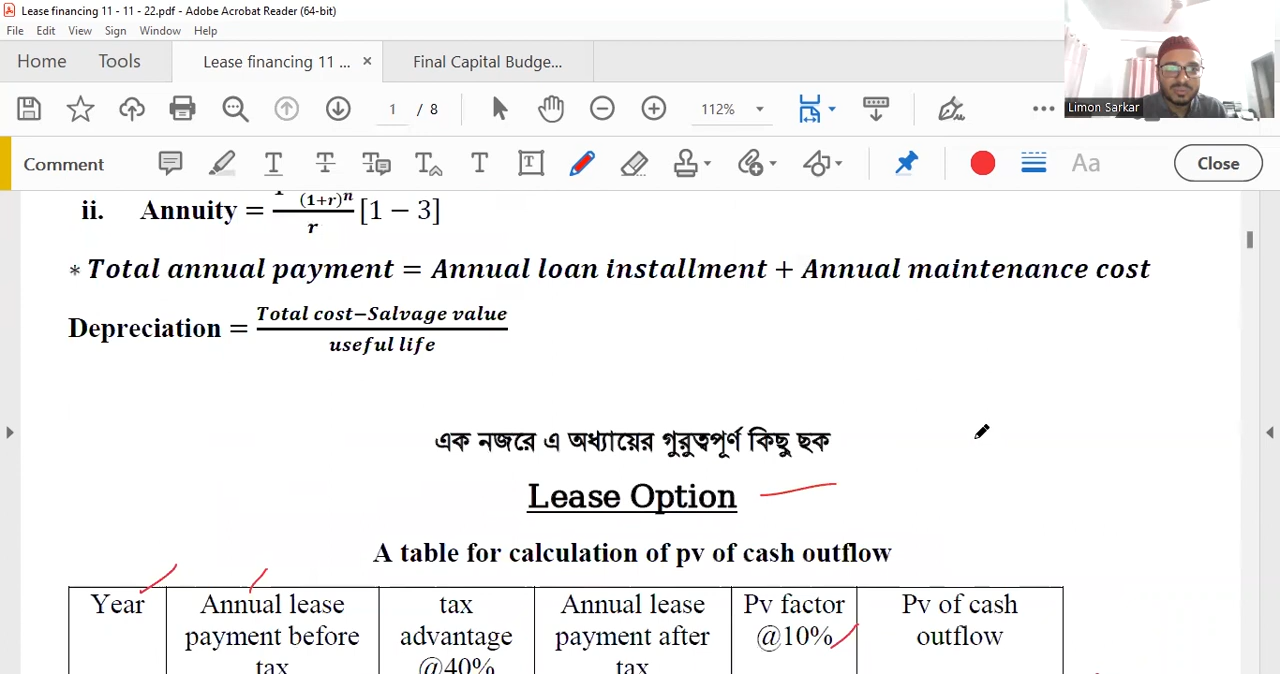 Lease financing 11 - 11 - 22.pdf - Adobe Acrobat Reader (64-bit)
File Edit View Sign Window Help
Home Tools Lease financing 11 ... × Final Capital Budge...
1 / 8 112%
Limon Sarkar
Comment Aa Close
ii. Annuity = (1+r)ⁿ / r [1 − 3]
* Total annual payment = Annual loan installment + Annual maintenance cost
Depreciation = Total cost−Salvage value / useful life
এক নজরে এ অধ্যায়ের গুরুত্বপূর্ণ কিছু ছক
Lease Option
A table for calculation of pv of cash outflow
Year Annual lease tax Annual lease Pv factor Pv of cash
payment before advantage payment after @10% outflow
tax @40% tax